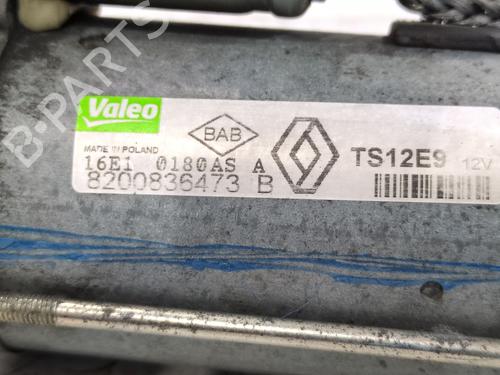 B-PARTS
Valeo
BAB
MADE IN POLAND
16E1 0180AS A
8200836473 B
TS12E9 12V